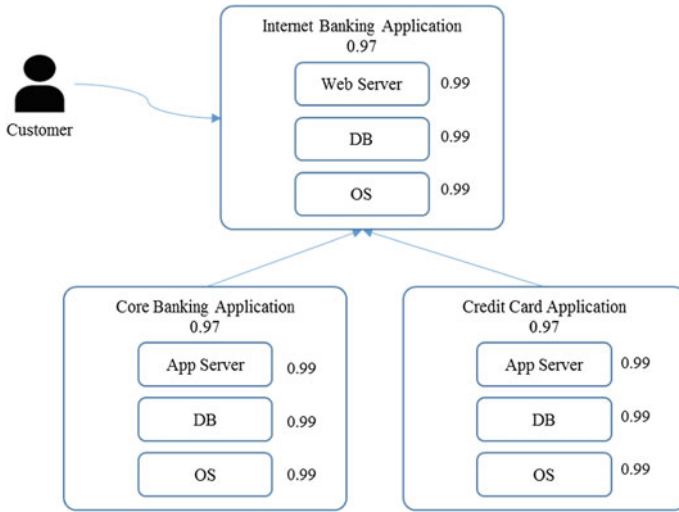 Internet Banking Application
0.97
Web Server 0.99
DB 0.99
OS 0.99
Customer
Core Banking Application
0.97
App Server 0.99
DB 0.99
OS 0.99
Credit Card Application
0.97
App Server 0.99
DB 0.99
OS 0.99